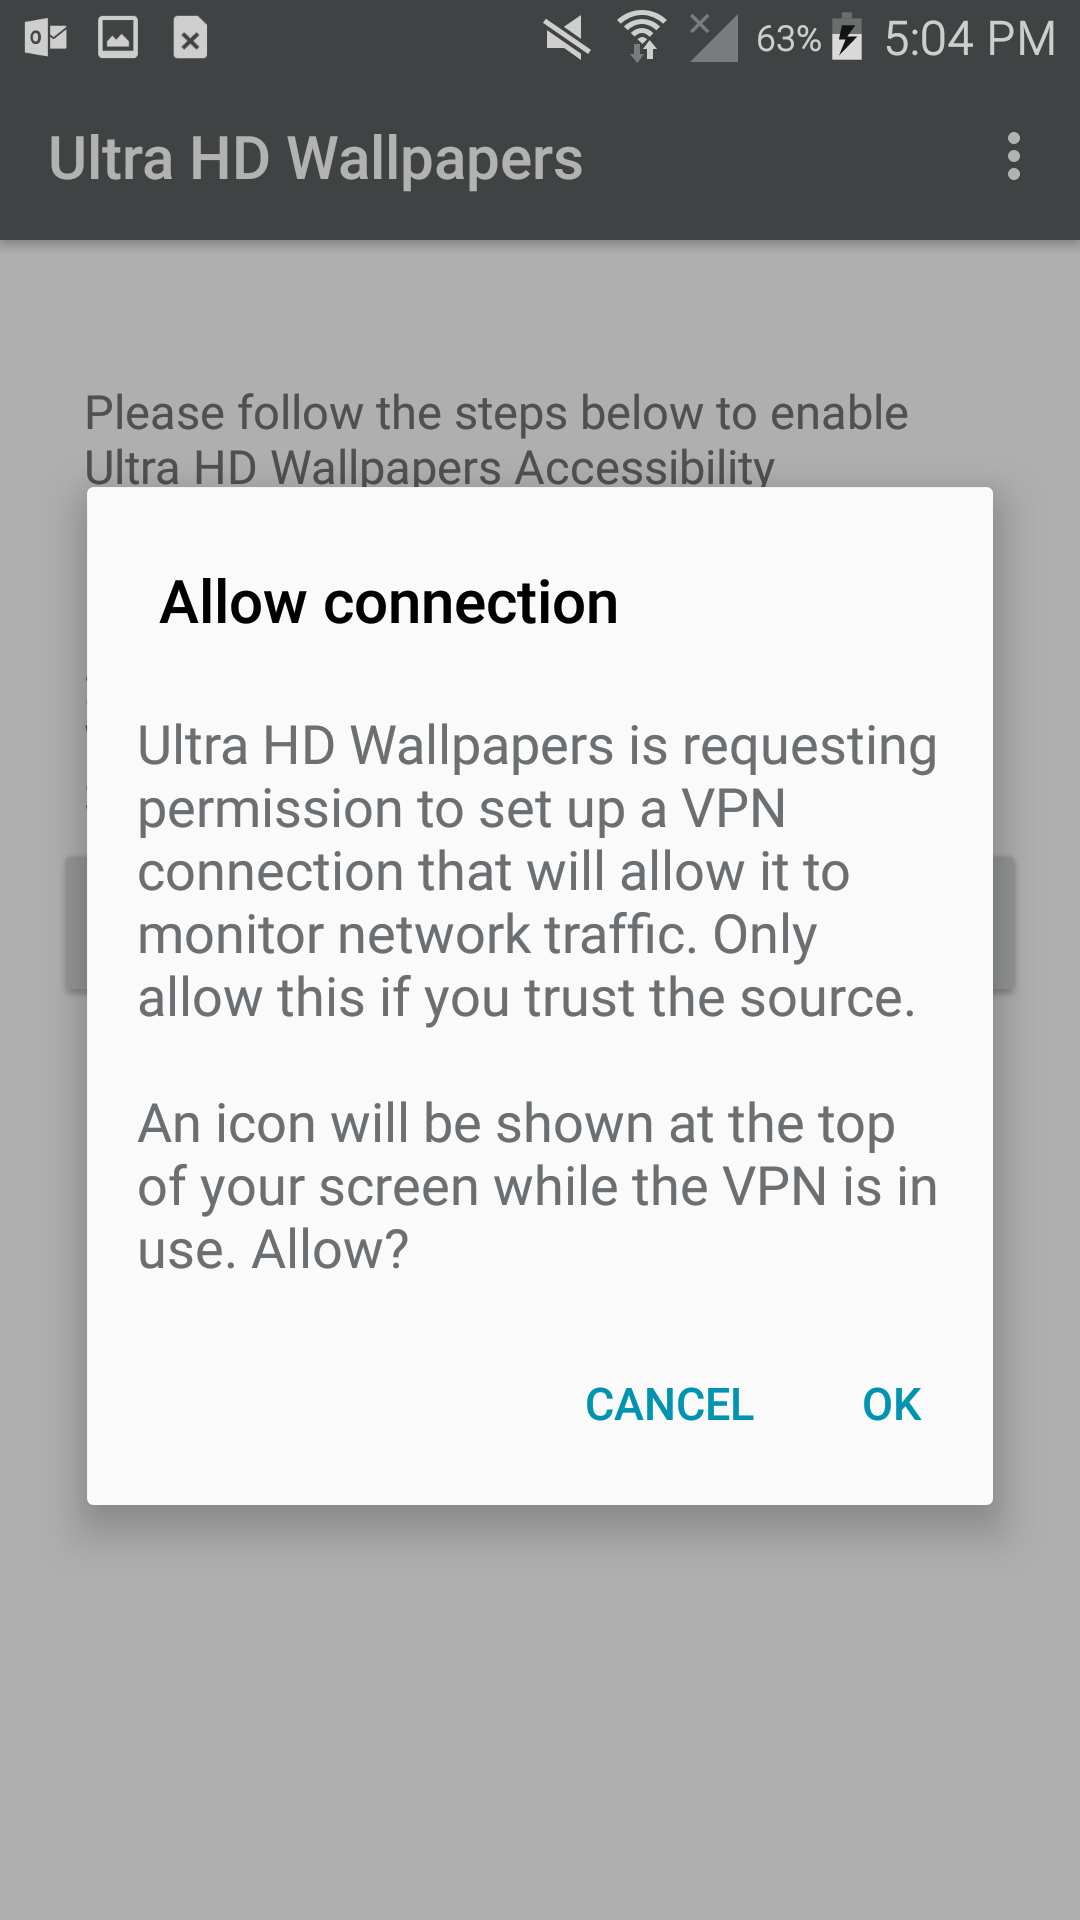 63% 5:04 PM
Ultra HD Wallpapers
Please follow the steps below to enable
Ultra HD Wallpapers Accessibility
Allow connection
Ultra HD Wallpapers is requesting
permission to set up a VPN
connection that will allow it to
monitor network traffic. Only
allow this if you trust the source.
An icon will be shown at the top
of your screen while the VPN is in
use. Allow?
CANCEL OK